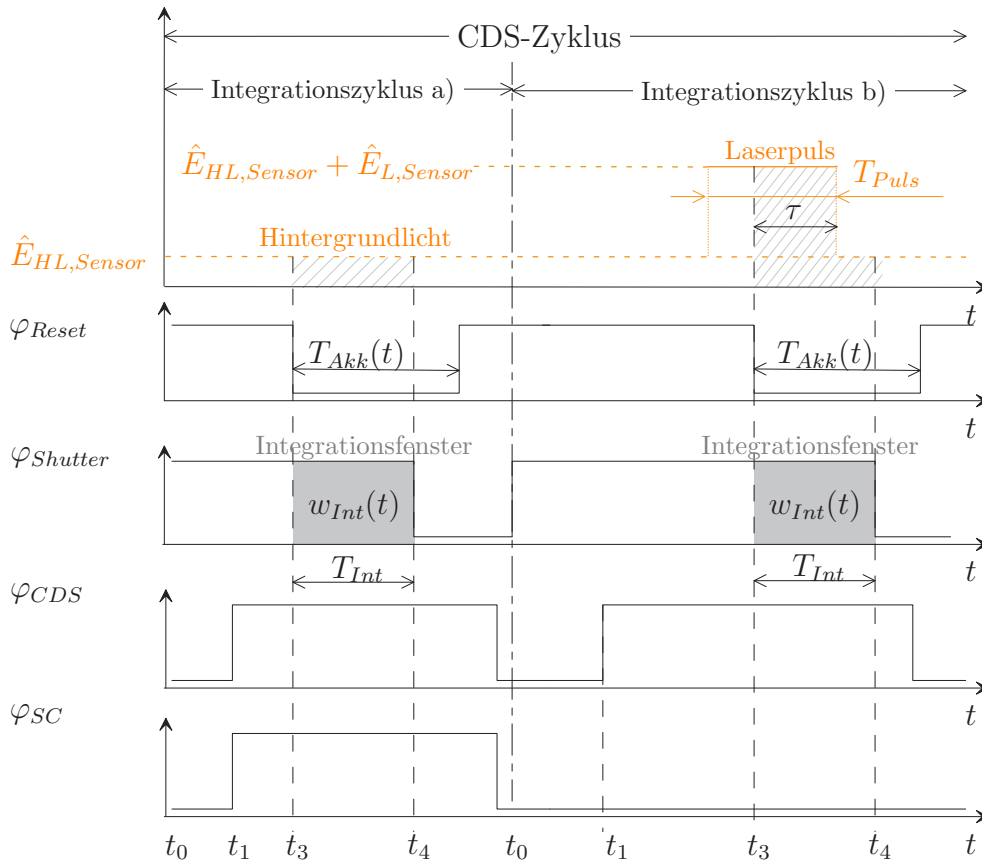 CDS-Zyklus
Integrationszyklus a) Integrationszyklus b)
Laserpuls
Ê_{HL,Sensor} + Ê_{L,Sensor}
T_{Puls}
τ
Hintergrundlicht
Ê_{HL,Sensor}
t
φ_{Reset}
T_{Akk}(t) T_{Akk}(t)
t
Integrationsfenster Integrationsfenster
φ_{Shutter}
w_{Int}(t) w_{Int}(t)
t
T_{Int} T_{Int}
φ_{CDS}
t
φ_{SC}
t
t_0 t_1 t_3 t_4 t_0 t_1 t_3 t_4